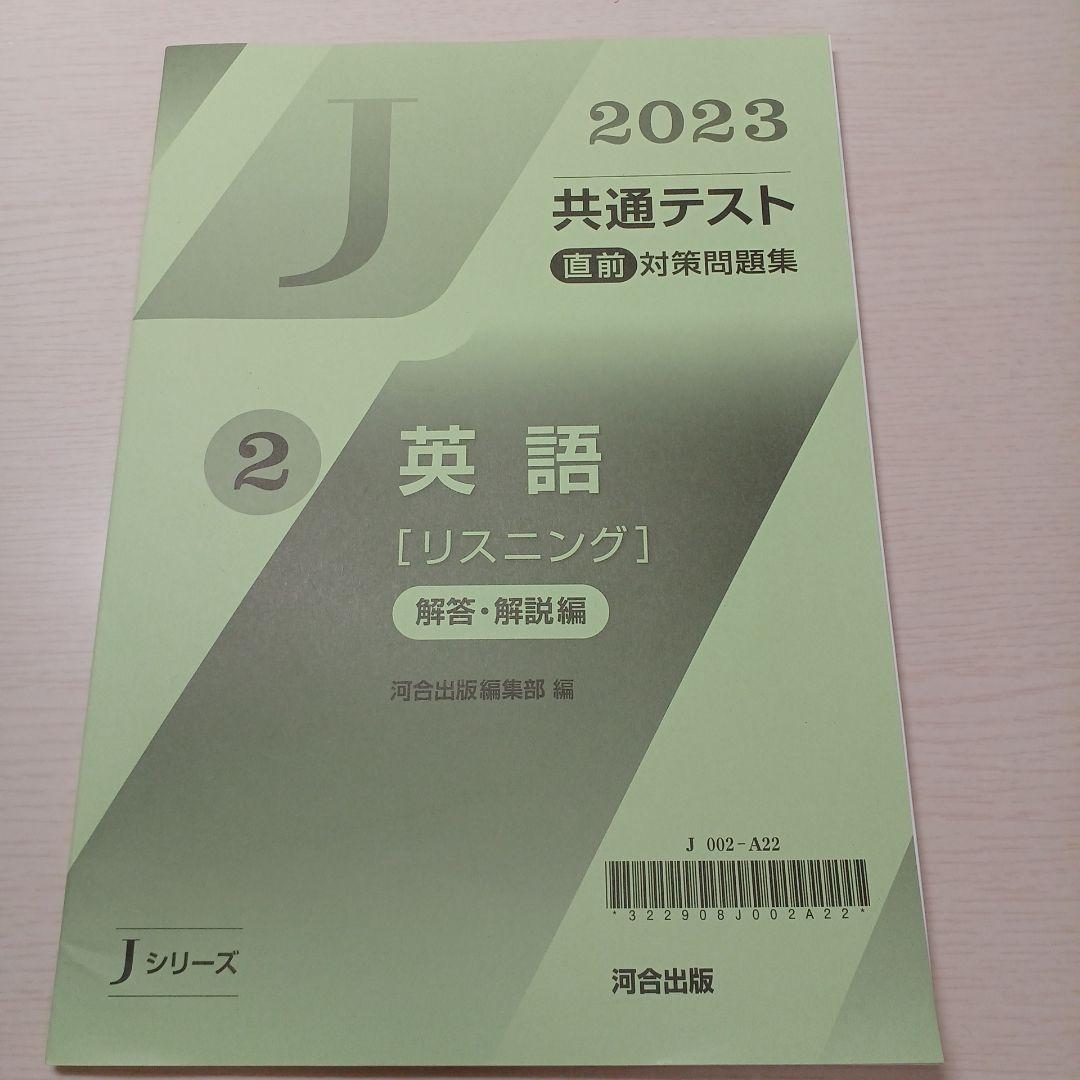 J
2023
共通テスト
直前 対策問題集
2
英語
[リスニング]
解答・解説編
河合出版編集部 編
J 002-A22
*322908J002A22*
Jシリーズ
河合出版